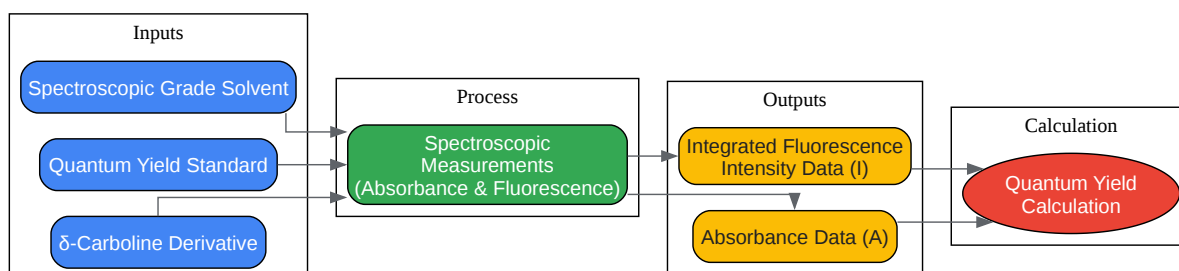 Inputs
Spectroscopic Grade Solvent
Quantum Yield Standard
δ-Carboline Derivative
Process
Spectroscopic
Measurements
(Absorbance & Fluorescence)
Outputs
Integrated Fluorescence
Intensity Data (I)
Absorbance Data (A)
Calculation
Quantum Yield
Calculation